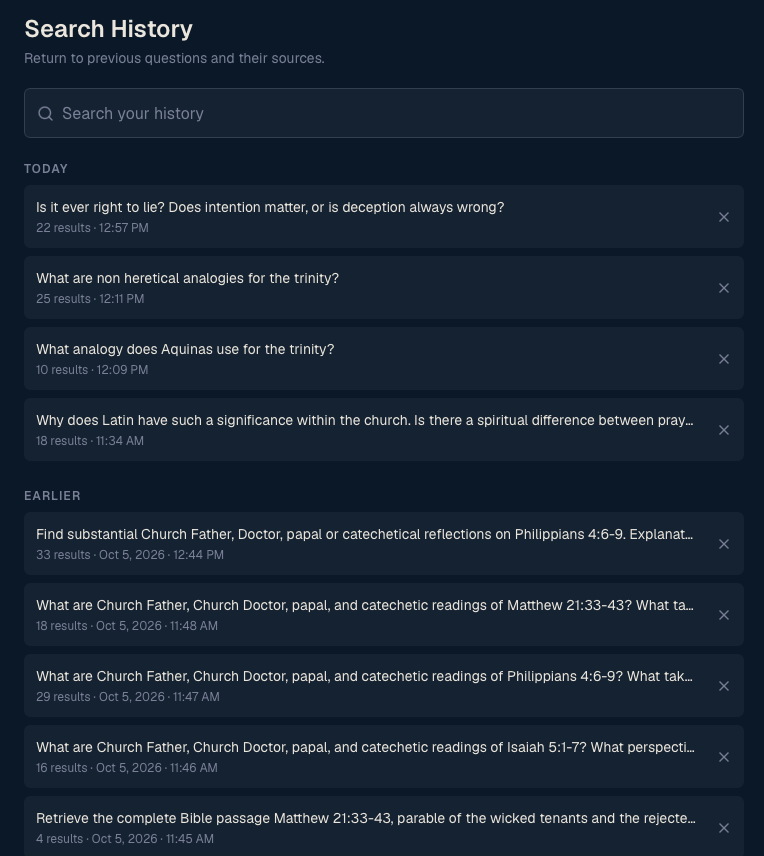 Search History
Return to previous questions and their sources.
Search your history
TODAY
Is it ever right to lie? Does intention matter, or is deception always wrong?
22 results · 12:57 PM
What are non heretical analogies for the trinity?
25 results · 12:11 PM
What analogy does Aquinas use for the trinity?
10 results · 12:09 PM
Why does Latin have such a significance within the church. Is there a spiritual difference between pray...
18 results · 11:34 AM
EARLIER
Find substantial Church Father, Doctor, papal or catechetical reflections on Philippians 4:6-9. Explanat...
33 results · Oct 5, 2026 · 12:44 PM
What are Church Father, Church Doctor, papal, and catechetic readings of Matthew 21:33-43? What ta...
18 results · Oct 5, 2026 · 11:48 AM
What are Church Father, Church Doctor, papal, and catechetic readings of Philippians 4:6-9? What tak...
29 results · Oct 5, 2026 · 11:47 AM
What are Church Father, Church Doctor, papal, and catechetic readings of Isaiah 5:1-7? What perspecti...
16 results · Oct 5, 2026 · 11:46 AM
Retrieve the complete Bible passage Matthew 21:33-43, parable of the wicked tenants and the rejecte...
4 results · Oct 5, 2026 · 11:45 AM